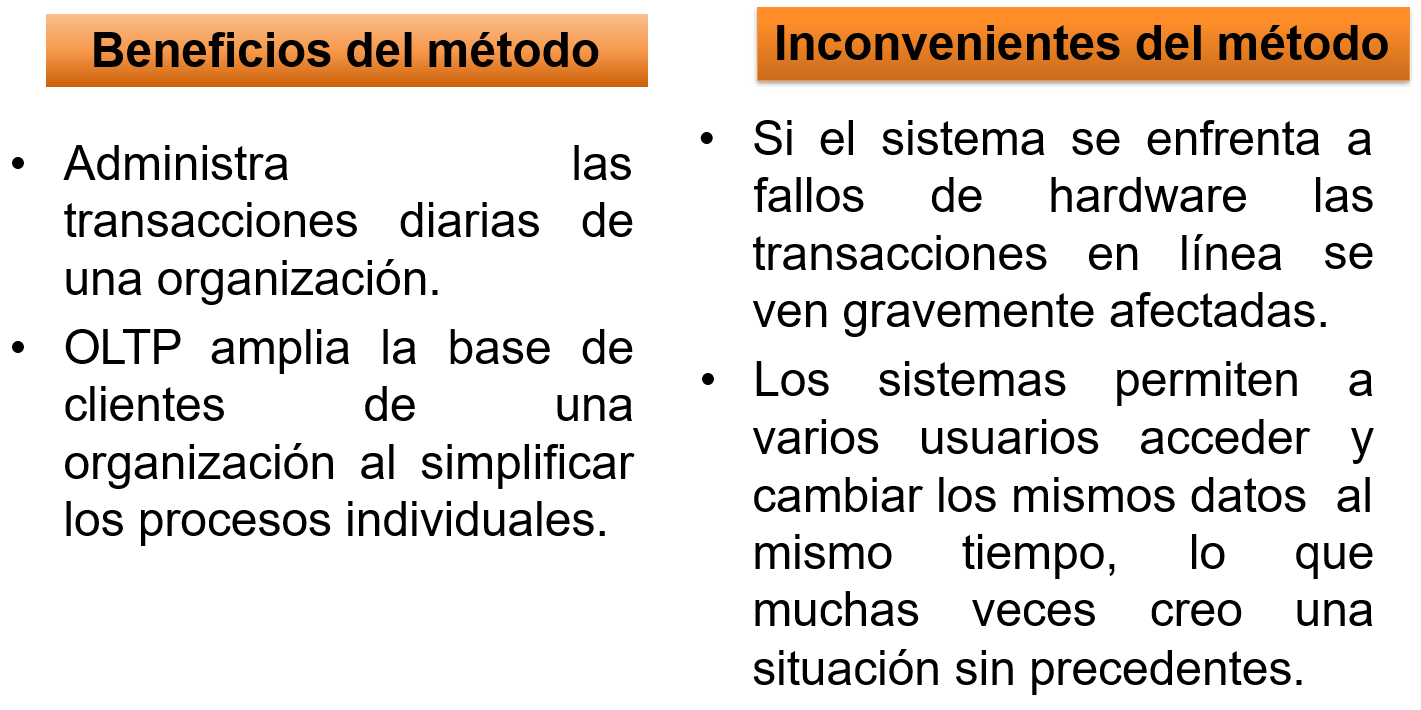 Beneficios del método
• Administra las
transacciones diarias de
una organización.
• OLTP amplia la base de
clientes de una
organización al simplificar
los procesos individuales.
Inconvenientes del método
• Si el sistema se enfrenta a
fallos de hardware las
transacciones en línea se
ven gravemente afectadas.
• Los sistemas permiten a
varios usuarios acceder y
cambiar los mismos datos al
mismo tiempo, lo que
muchas veces creo una
situación sin precedentes.